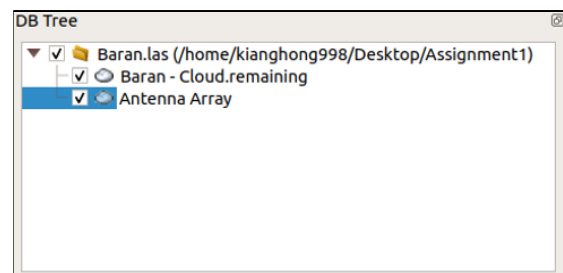 DB Tree
Baran.las (/home/kianghong998/Desktop/Assignment1)
Baran - Cloud.remaining
Antenna Array